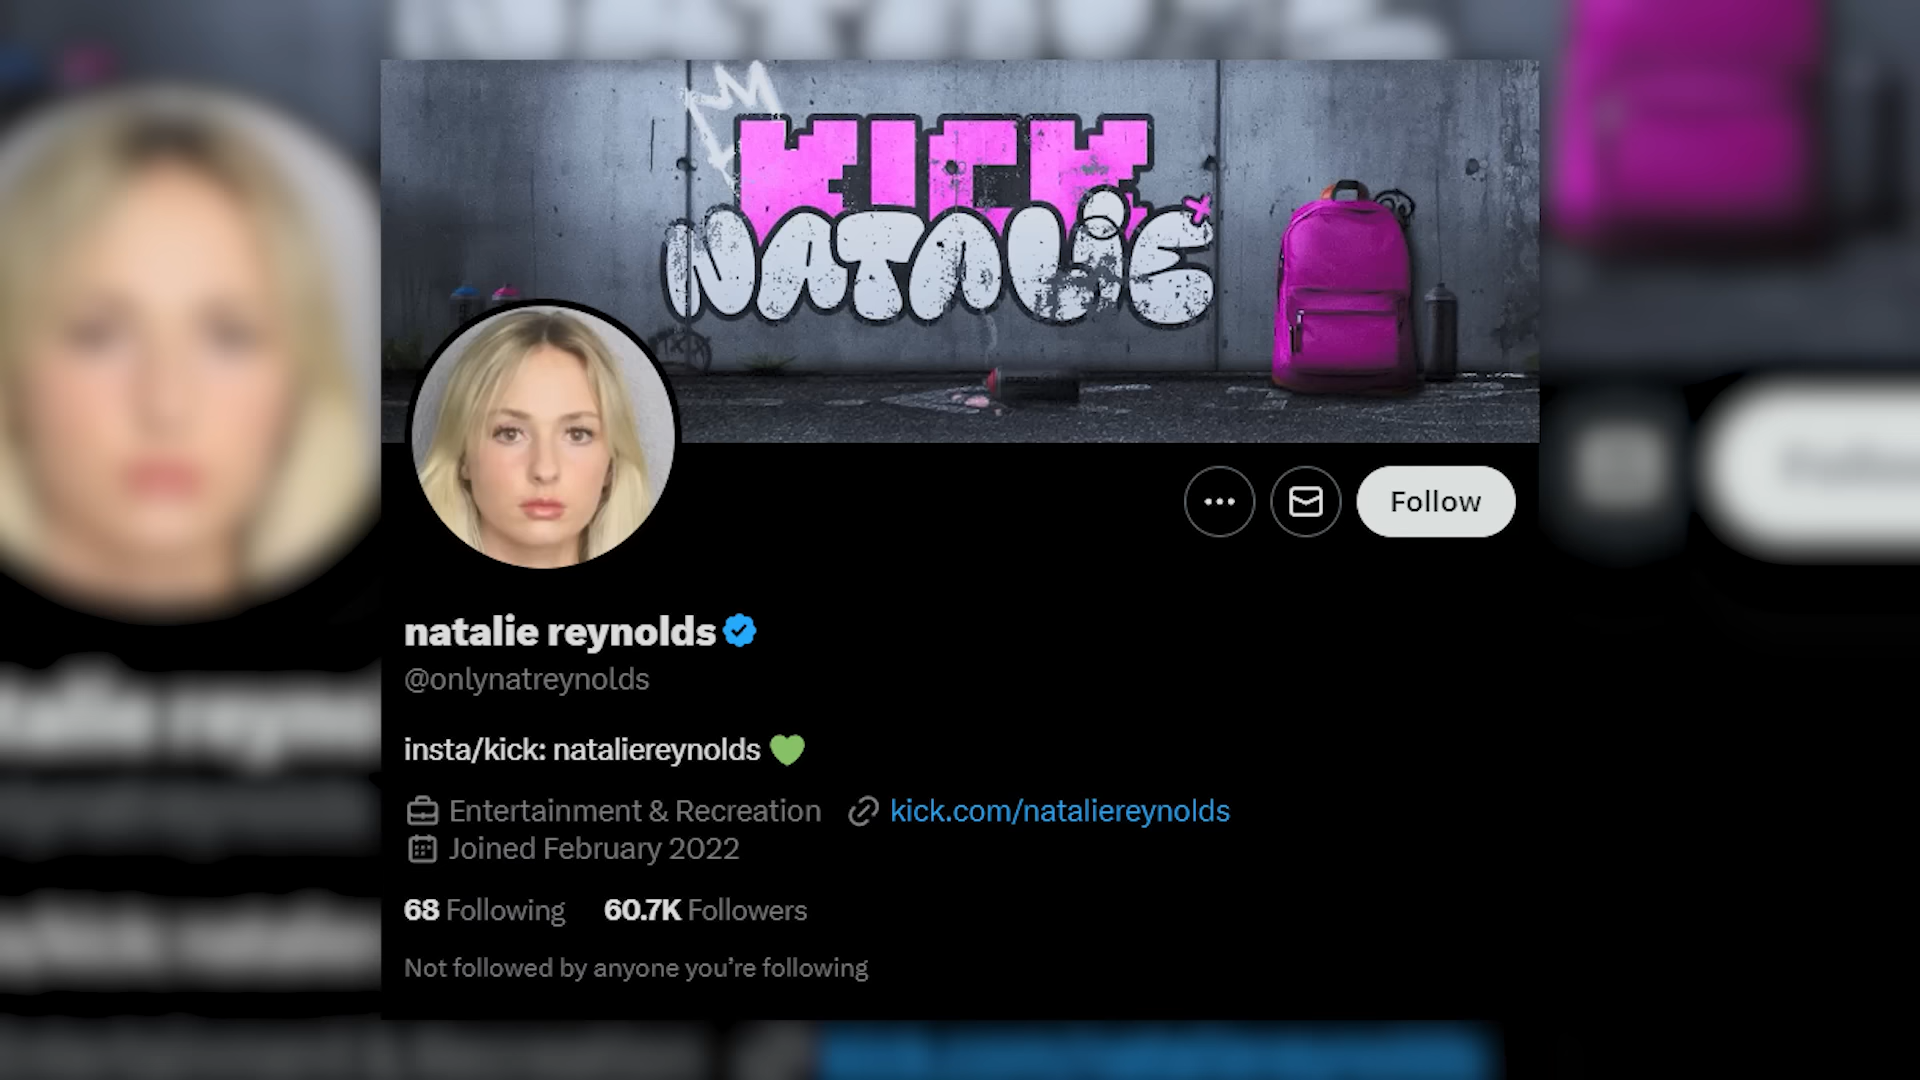 KICK
NATALIE
Follow
natalie reynolds
@onlynatreynolds
insta/kick: nataliereynolds 💚
Entertainment & Recreation kick.com/nataliereynolds
Joined February 2022
68 Following 60.7K Followers
Not followed by anyone you’re following